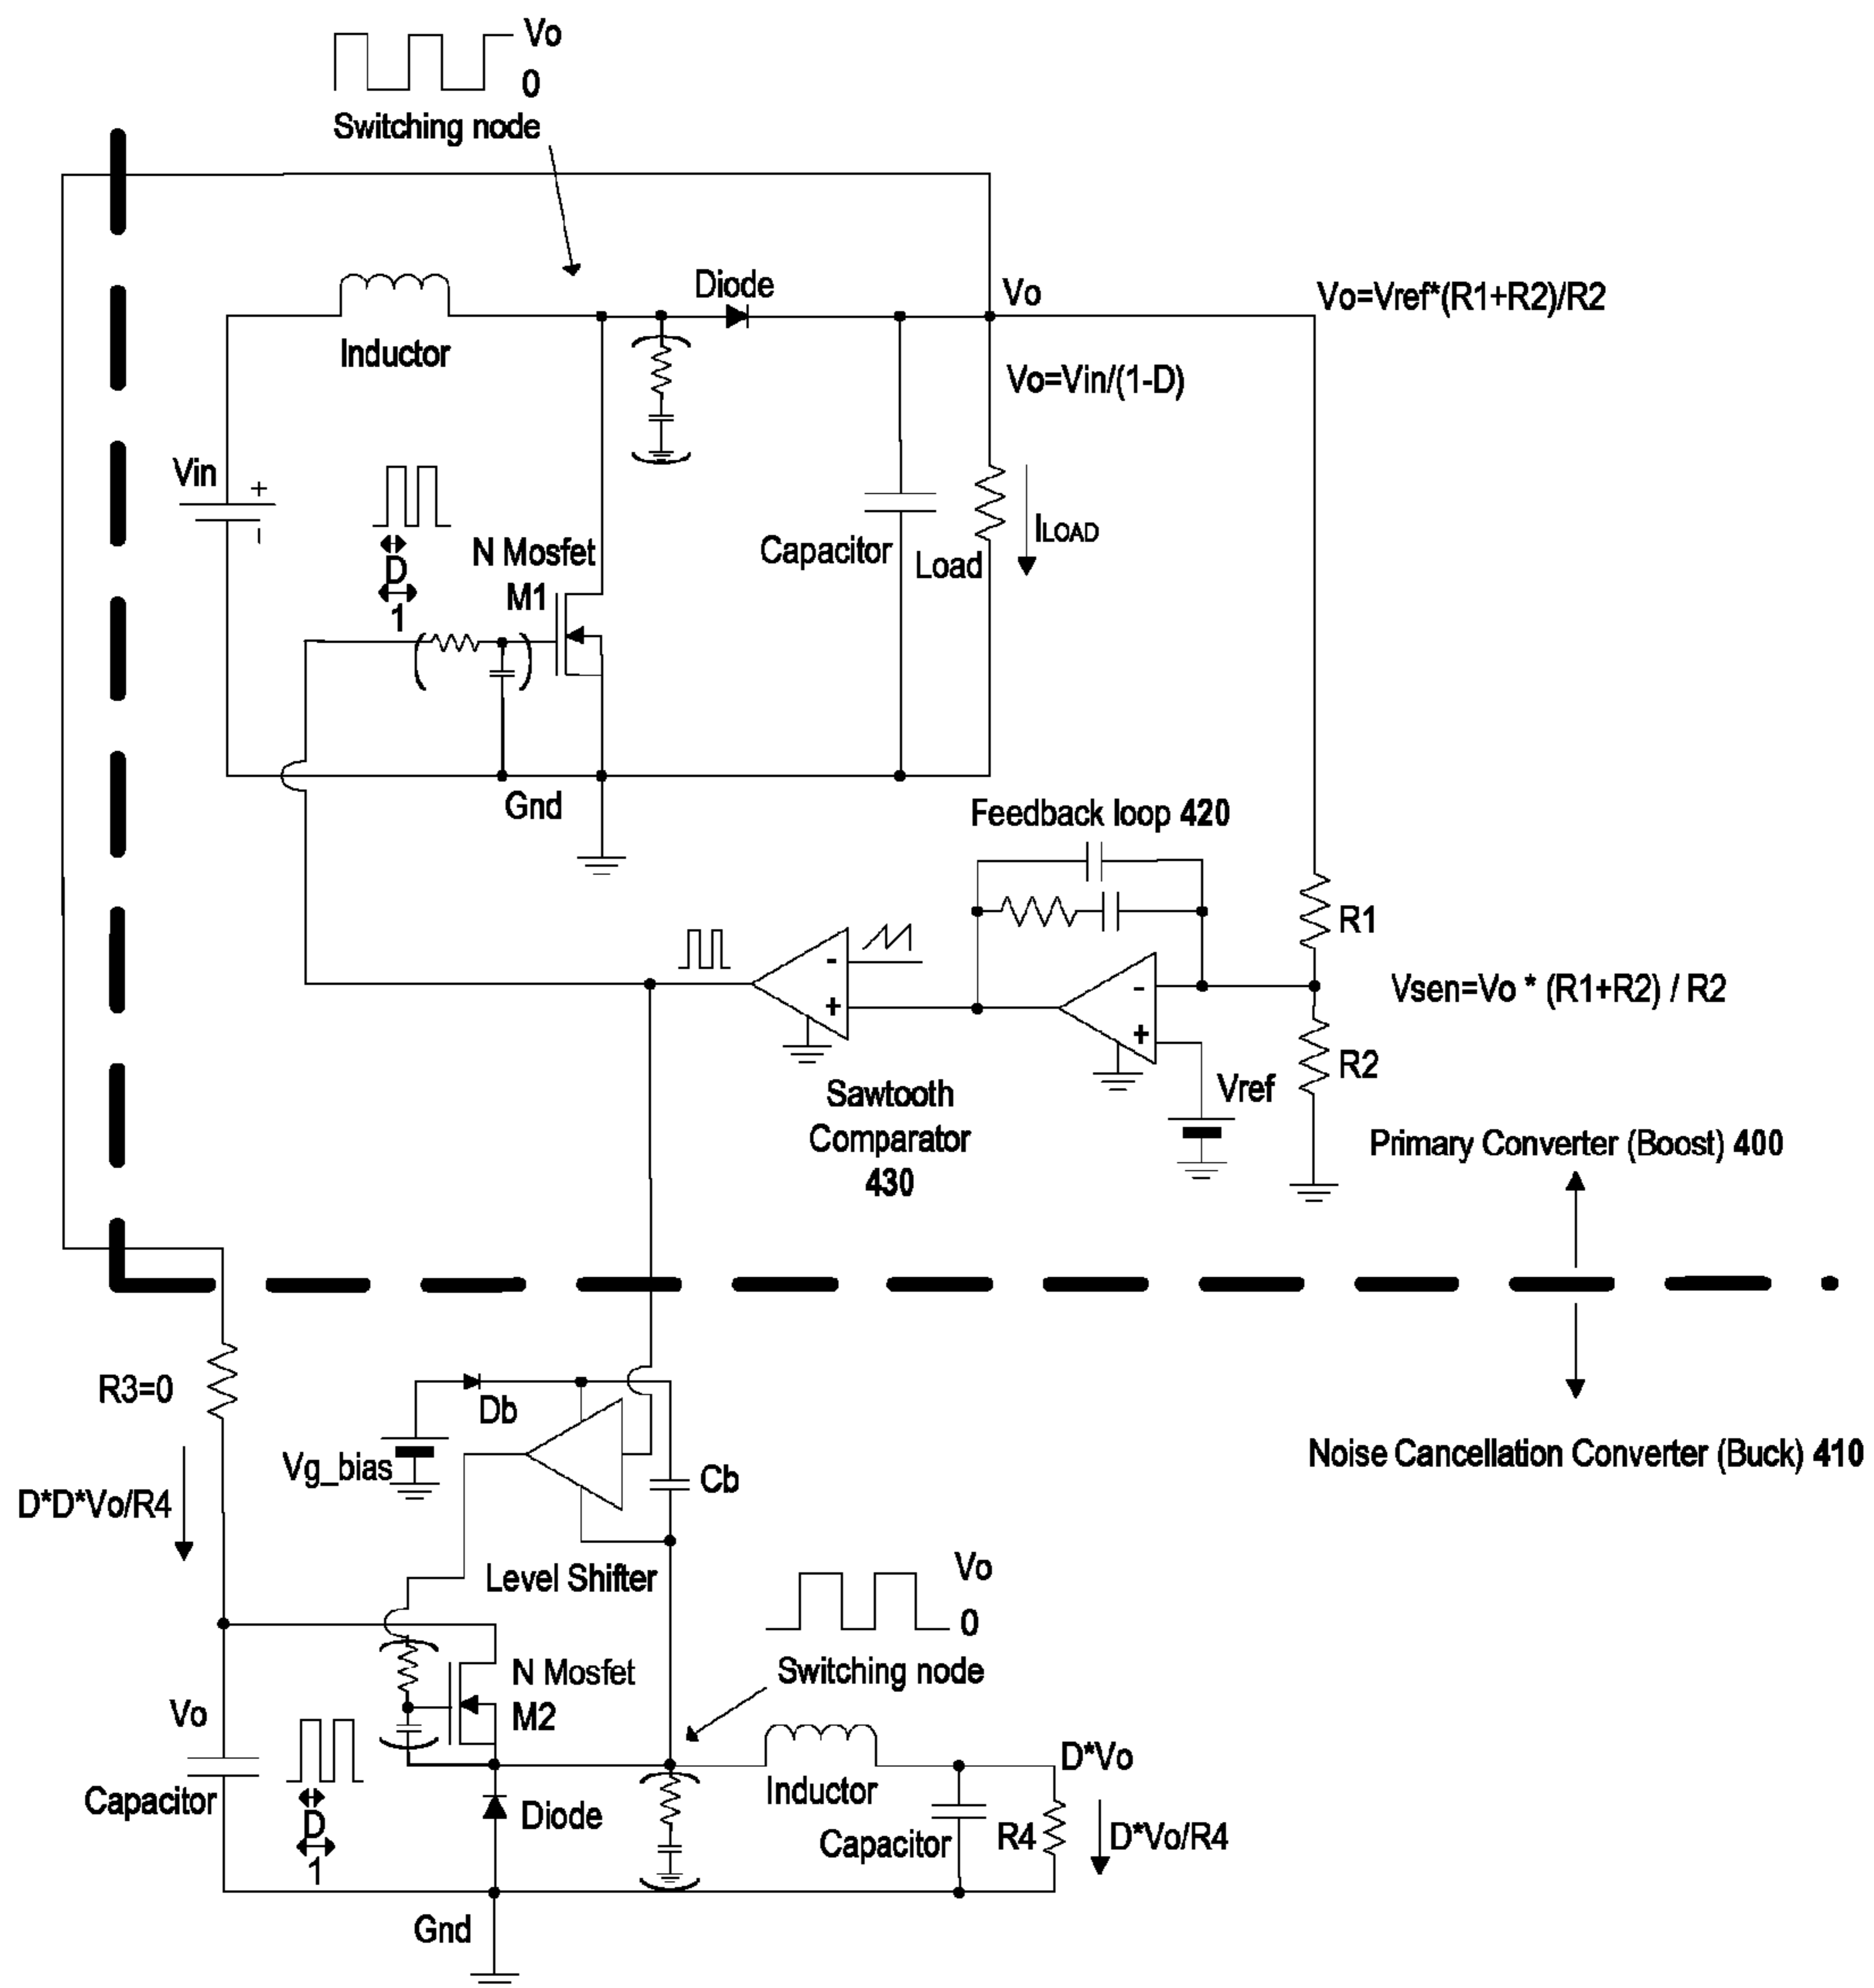 Vo
0
Switching node
Diode
Vo
Vo=Vref*(R1+R2)/R2
Inductor
Vo=Vin/(1-D)
Vin
+
-
N Mosfet
M1
D
1
Capacitor
Load
ILOAD
Gnd
Feedback loop 420
R1
-
+
-
+
Vsen=Vo * (R1+R2) / R2
R2
Vref
Sawtooth
Comparator
430
Primary Converter (Boost) 400
R3=0
Db
Vg_bias
Cb
Noise Cancellation Converter (Buck) 410
D*D*Vo/R4
Level Shifter
Vo
0
Switching node
N Mosfet
M2
Vo
Capacitor
D
1
Diode
Inductor
D*Vo
Capacitor
R4
D*Vo/R4
Gnd